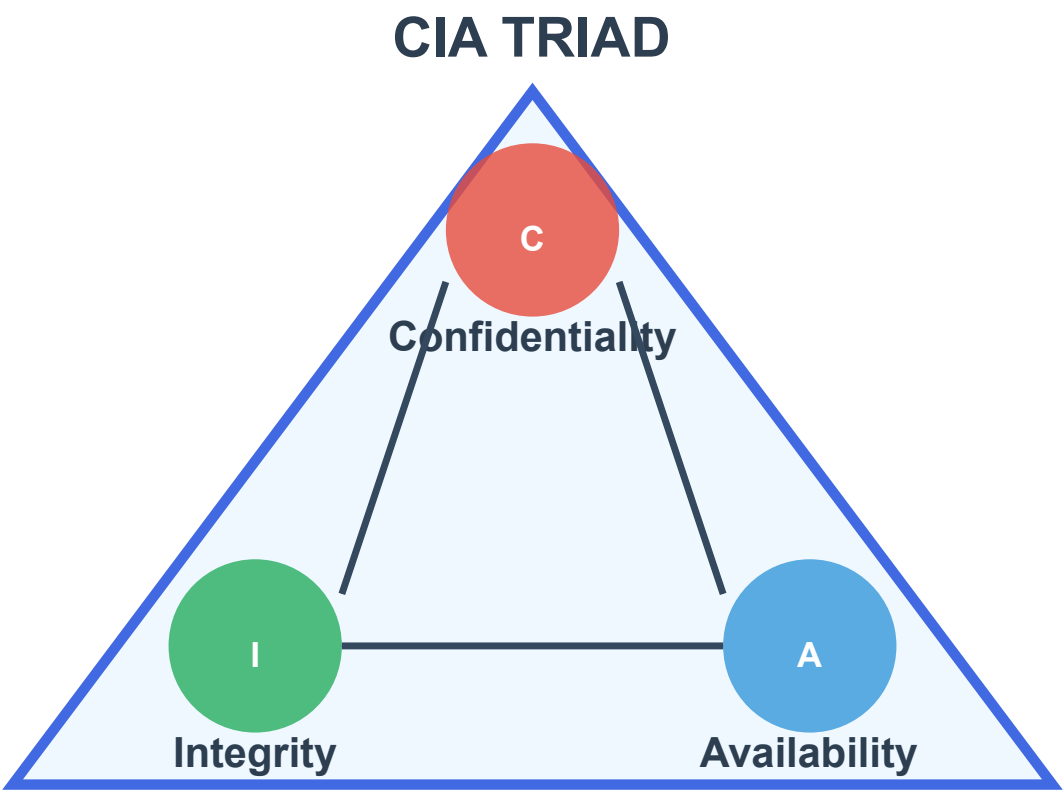 CIA TRIAD
C
Confidentiality
I
A
Integrity
Availability